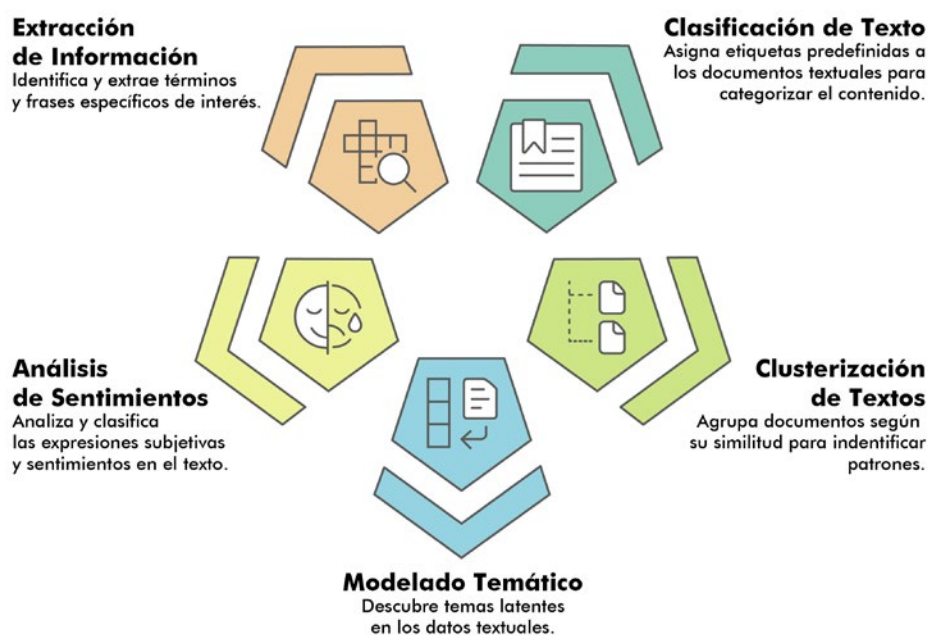 Extracción
de Información
Identifica y extrae términos
y frases específicos de interés.
Clasificación de Texto
Asigna etiquetas predefinidas a
los documentos textuales para
categorizar el contenido.
Análisis
de Sentimientos
Analiza y clasifica
las expresiones subjetivas
y sentimientos en el texto.
Clusterización
de Textos
Agrupa documentos según
su similitud para indentificar
patrones.
Modelado Temático
Descubre temas latentes
en los datos textuales.